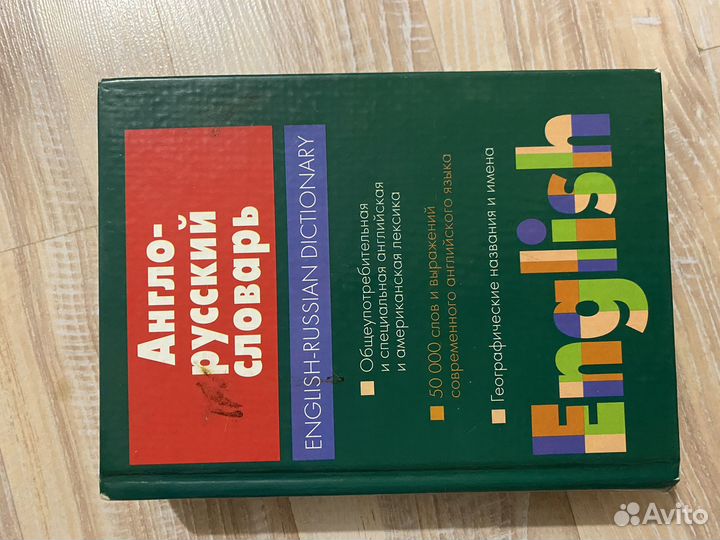 Англо-
русский
словарь
ENGLISH-RUSSIAN DICTIONARY
Общеупотребительная
и специальная английская
и американская лексика
50 000 слов и выражений
современного английского языка
Географические названия и имена
English
Avito